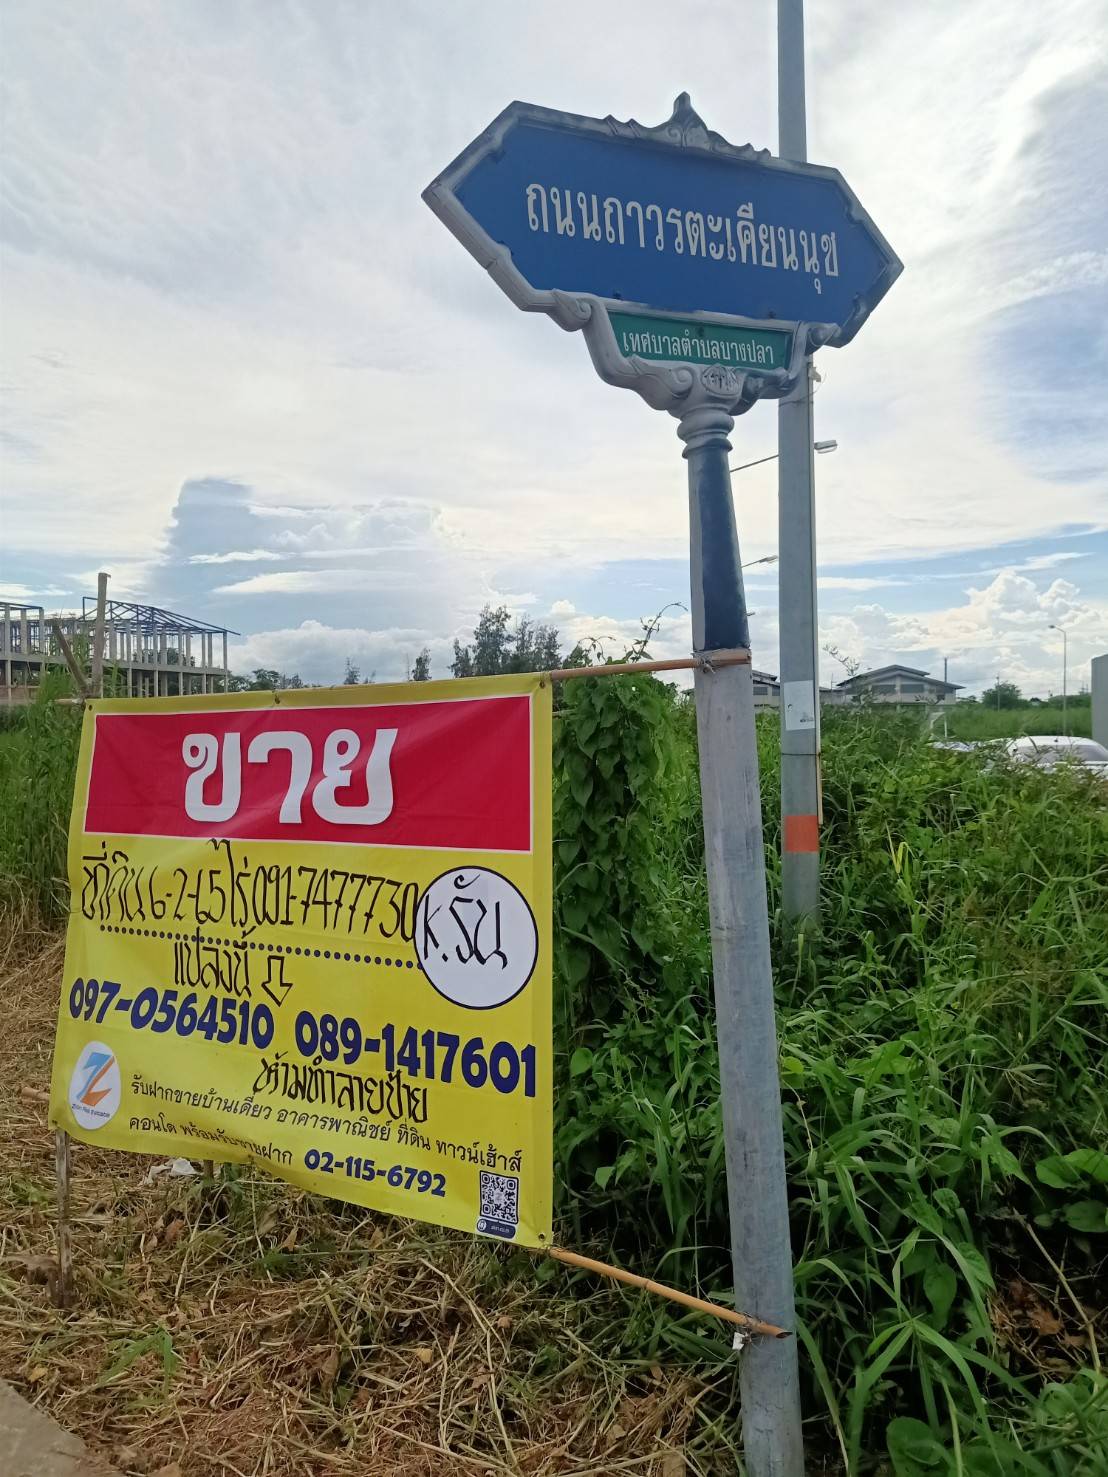 ถนนถาวรตะเคียนนุช
เทศบาลตำบลบางปลา
ขาย
ที่ดิน 6-2-65 ไร่ 091-7477730
K.รัน
แปลงนี้
097-0564510 089-1417601
ห้ามทำลายป้าย
รับฝากขายบ้านเดี่ยว อาคารพาณิชย์ ที่ดิน ทาวน์เฮ้าส์
คอนโด พร้อมรับขายฝาก 02-115-6792